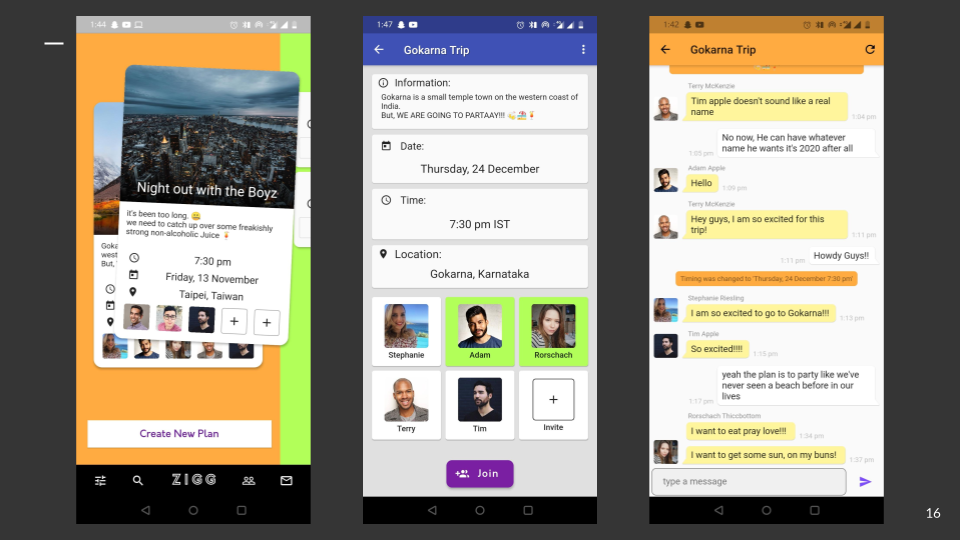 1:44
Night out with the Boyz
it's been too long. 😑
we need to catch up over some freakishly
strong non-alcoholic Juice 🍹
7:30 pm
Friday, 13 November
Taipei, Taiwan
Goka
west
But,
Create New Plan
ZIGG
1:47
Gokarna Trip
Information:
Gokarna is a small temple town on the western coast of
India.
But, WE ARE GOING TO PARTAAY!!!
Date:
Thursday, 24 December
Time:
7:30 pm IST
Location:
Gokarna, Karnataka
Stephanie
Adam
Rorschach
Terry
Tim
Invite
Join
1:42
Gokarna Trip
Terry McKenzie
Tim apple doesn't sound like a real
name
1:04 pm
No now, He can have whatever
name he wants it's 2020 after all
1:05 pm
Adam Apple
Hello
1:09 pm
Terry McKenzie
Hey guys, I am so excited for this
trip!
1:11 pm
Howdy Guys!!
1:11 pm
Timing was changed to 'Thursday, 24 December 7:30 pm'
Stephanie Riesling
I am so excited to go to Gokarna!!!
1:13 pm
Tim Apple
So excited!!!!
1:15 pm
yeah the plan is to party like we've
never seen a beach before in our
lives
1:17 pm
Rorschach Thiccbottom
I want to eat pray love!!!
1:34 pm
I want to get some sun, on my buns!
1:37 pm
type a message
16